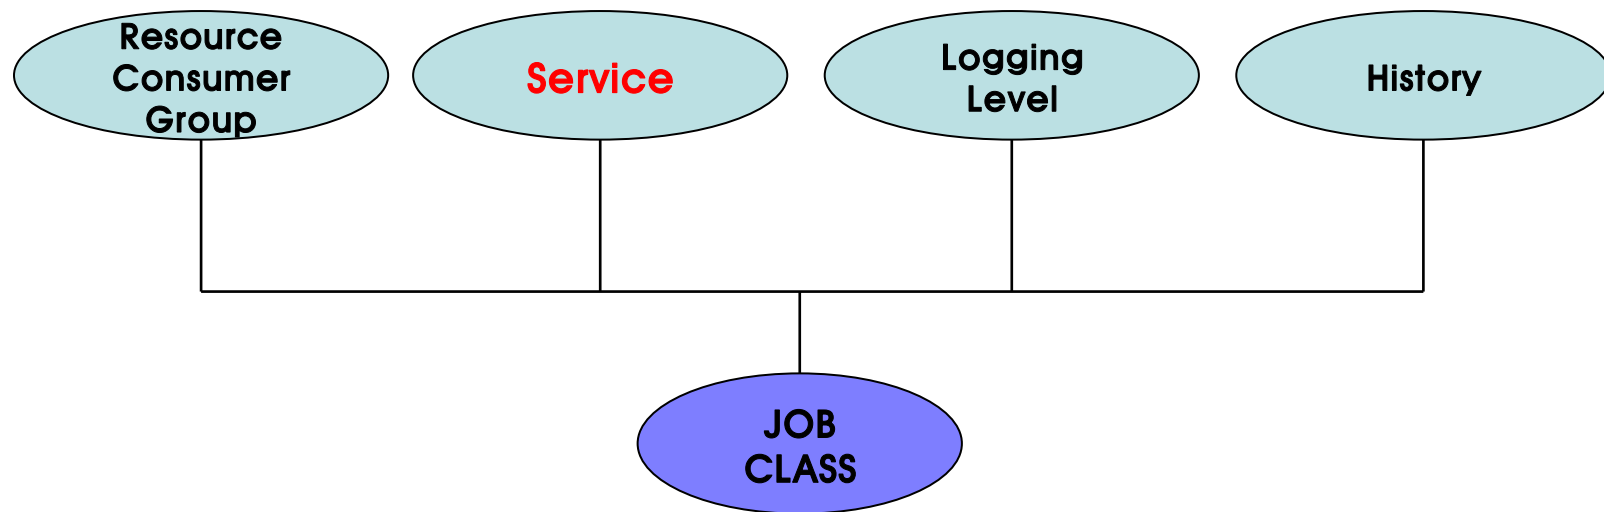 Resource
Consumer
Group
Service
Logging
Level
History
JOB
CLASS